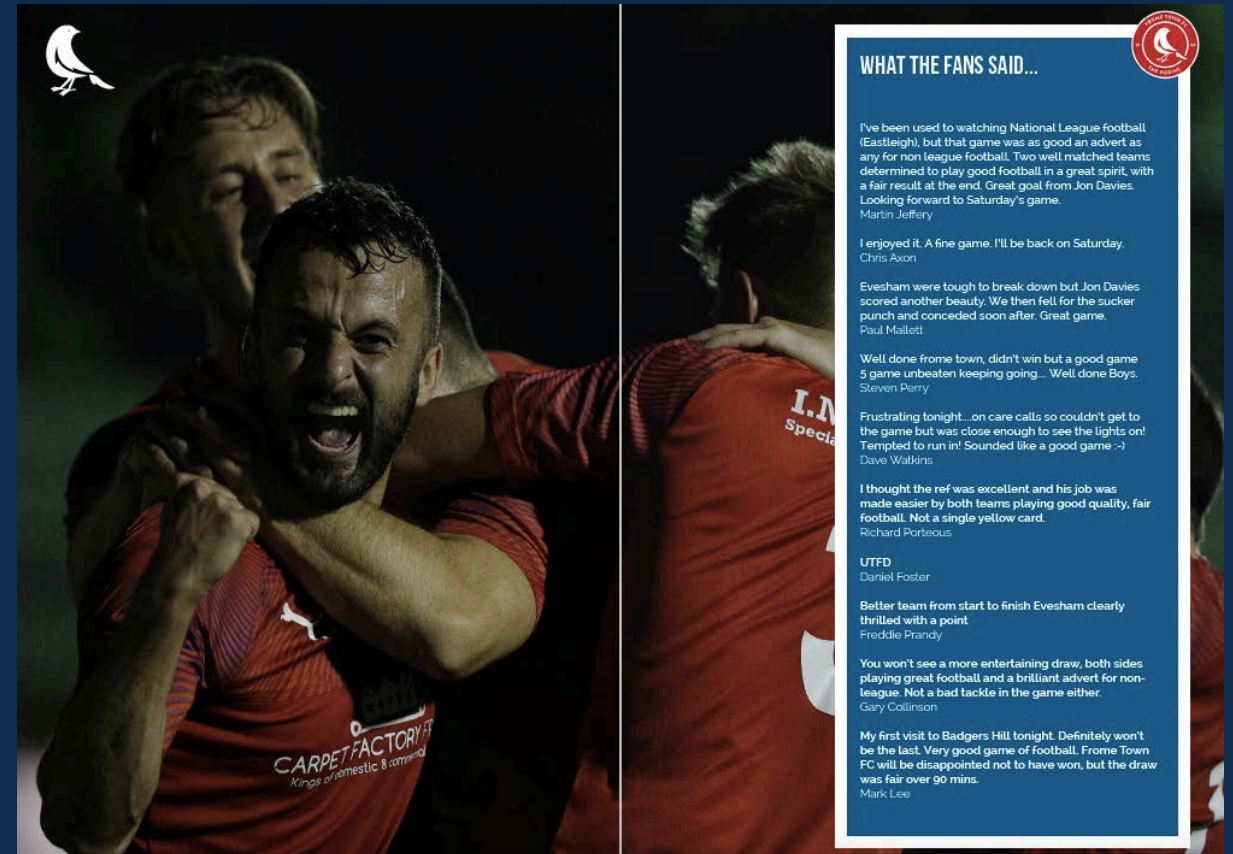 FROME TOWN FC
THE ROBINS
WHAT THE FANS SAID...
I've been used to watching National League football
(Eastleigh), but that game was as good an advert as
any for non league football. Two well matched teams
determined to play good football in a great spirit, with
a fair result at the end. Great goal from Jon Davies.
Looking forward to Saturday's game.
Martin Jeffery
I enjoyed it. A fine game. I'll be back on Saturday.
Chris Axon
Evesham were tough to break down but Jon Davies
scored another beauty. We then fell for the sucker
punch and conceded soon after. Great game.
Paul Mallett
Well done frome town, didn't win but a good game
5 game unbeaten keeping going.... Well done Boys.
Steven Perry
Frustrating tonight....on care calls so couldn't get to
the game but was close enough to see the lights on!
Tempted to run in! Sounded like a good game :-)
Dave Watkins
I thought the ref was excellent and his job was
made easier by both teams playing good quality, fair
football. Not a single yellow card.
Richard Porteous
UTFD
Daniel Foster
Better team from start to finish Evesham clearly
thrilled with a point
Freddie Prandy
You won't see a more entertaining draw, both sides
playing great football and a brilliant advert for non-
league. Not a bad tackle in the game either.
Gary Collinson
My first visit to Badgers Hill tonight. Definitely won't
be the last. Very good game of football. Frome Town
FC will be disappointed not to have won, but the draw
was fair over 90 mins.
Mark Lee
I.M
Specia
CARPET FACTORY
Kings of domestic &